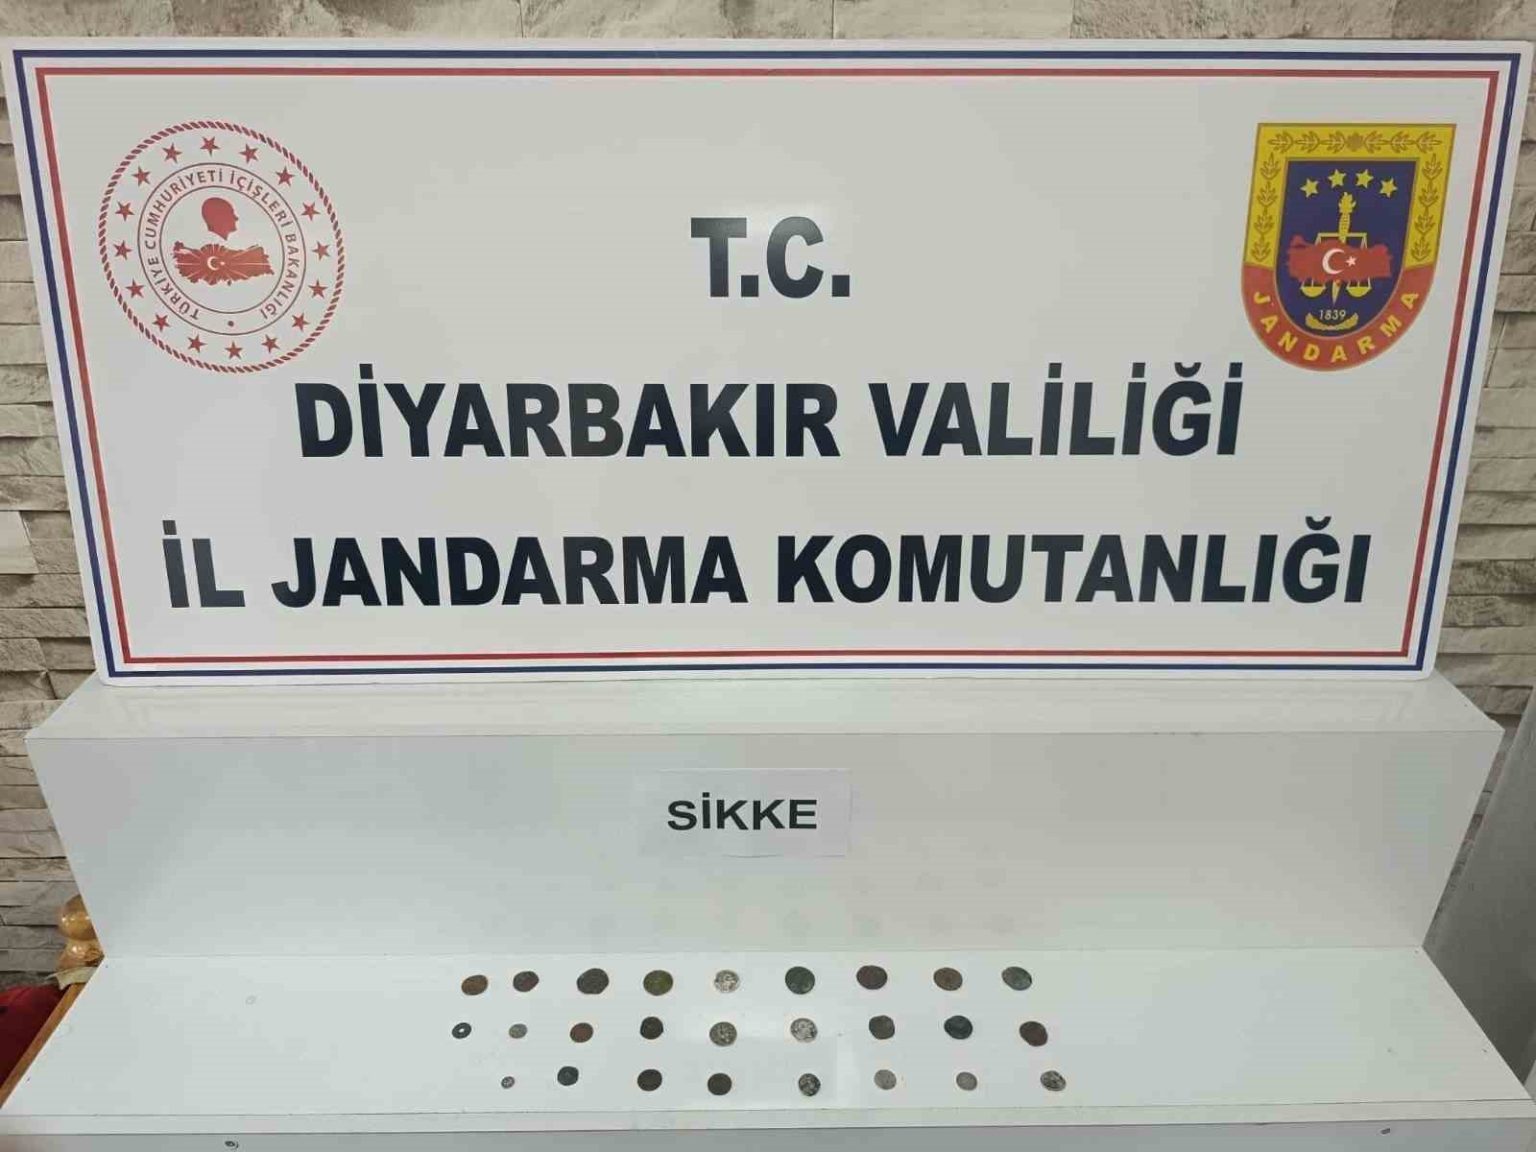 TÜRKİYE CUMHURİYETİ İÇİŞLERİ BAKANLIĞI
1839
JANDARMA
T.C.
DİYARBAKIR VALİLİĞİ
İL JANDARMA KOMUTANLIĞI
SİKKE